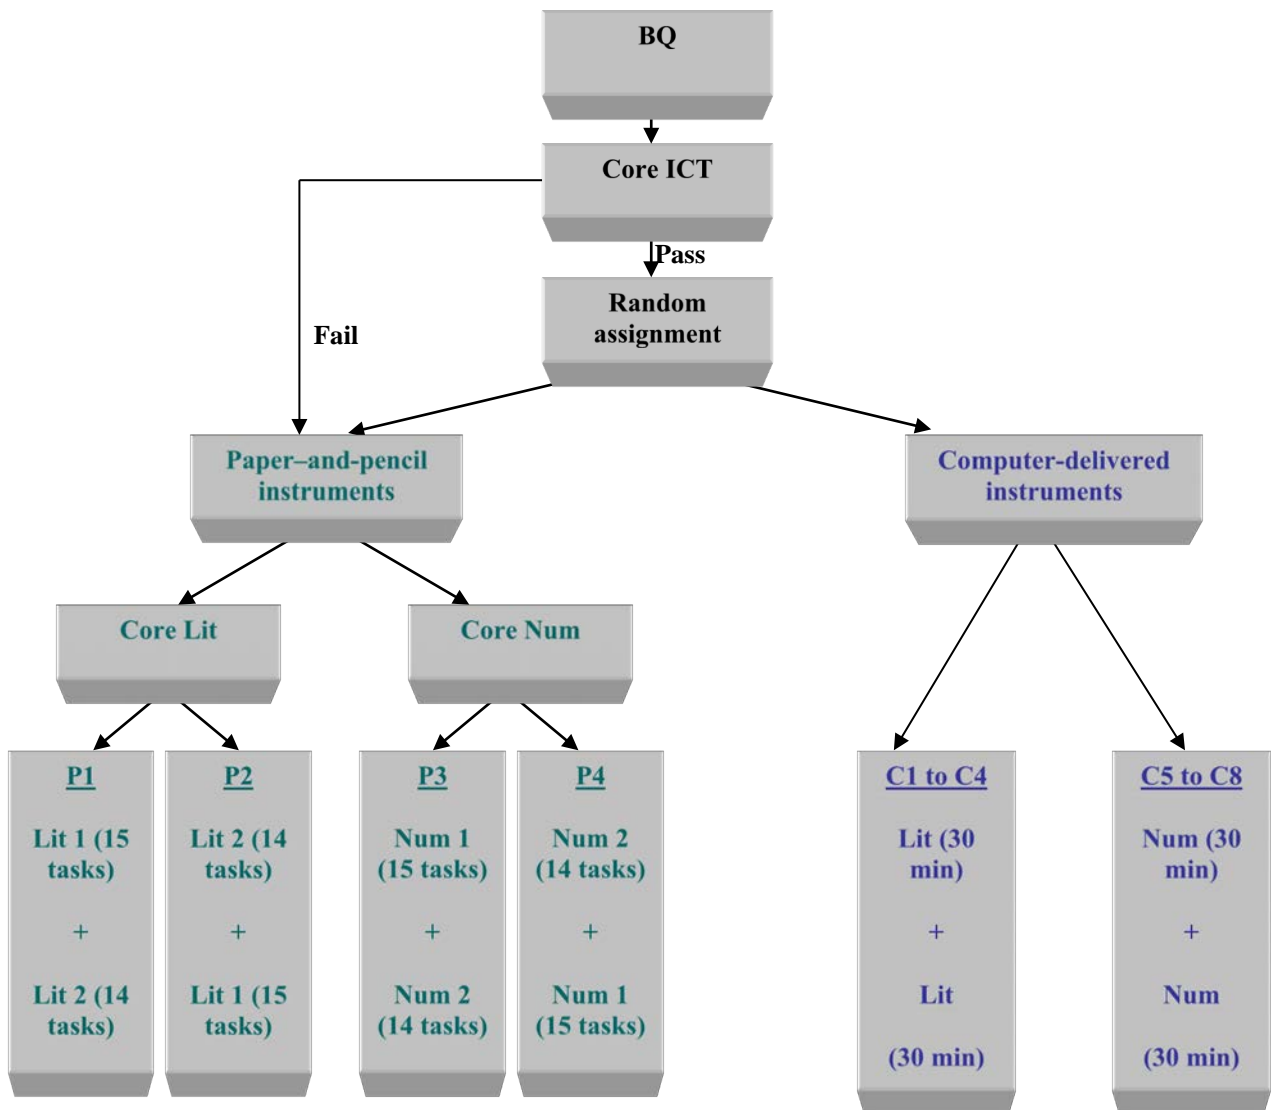 BQ
Core ICT
Pass
Random
assignment
Fail
Paper–and-pencil
instruments
Computer-delivered
instruments
Core Lit
Core Num
P1
Lit 1 (15
tasks)
+
Lit 2 (14
tasks)
P2
Lit 2 (14
tasks)
+
Lit 1 (15
tasks)
P3
Num 1
(15 tasks)
+
Num 2
(14 tasks)
P4
Num 2
(14 tasks)
+
Num 1
(15 tasks)
C1 to C4
Lit (30
min)
+
Lit
(30 min)
C5 to C8
Num (30
min)
+
Num
(30 min)